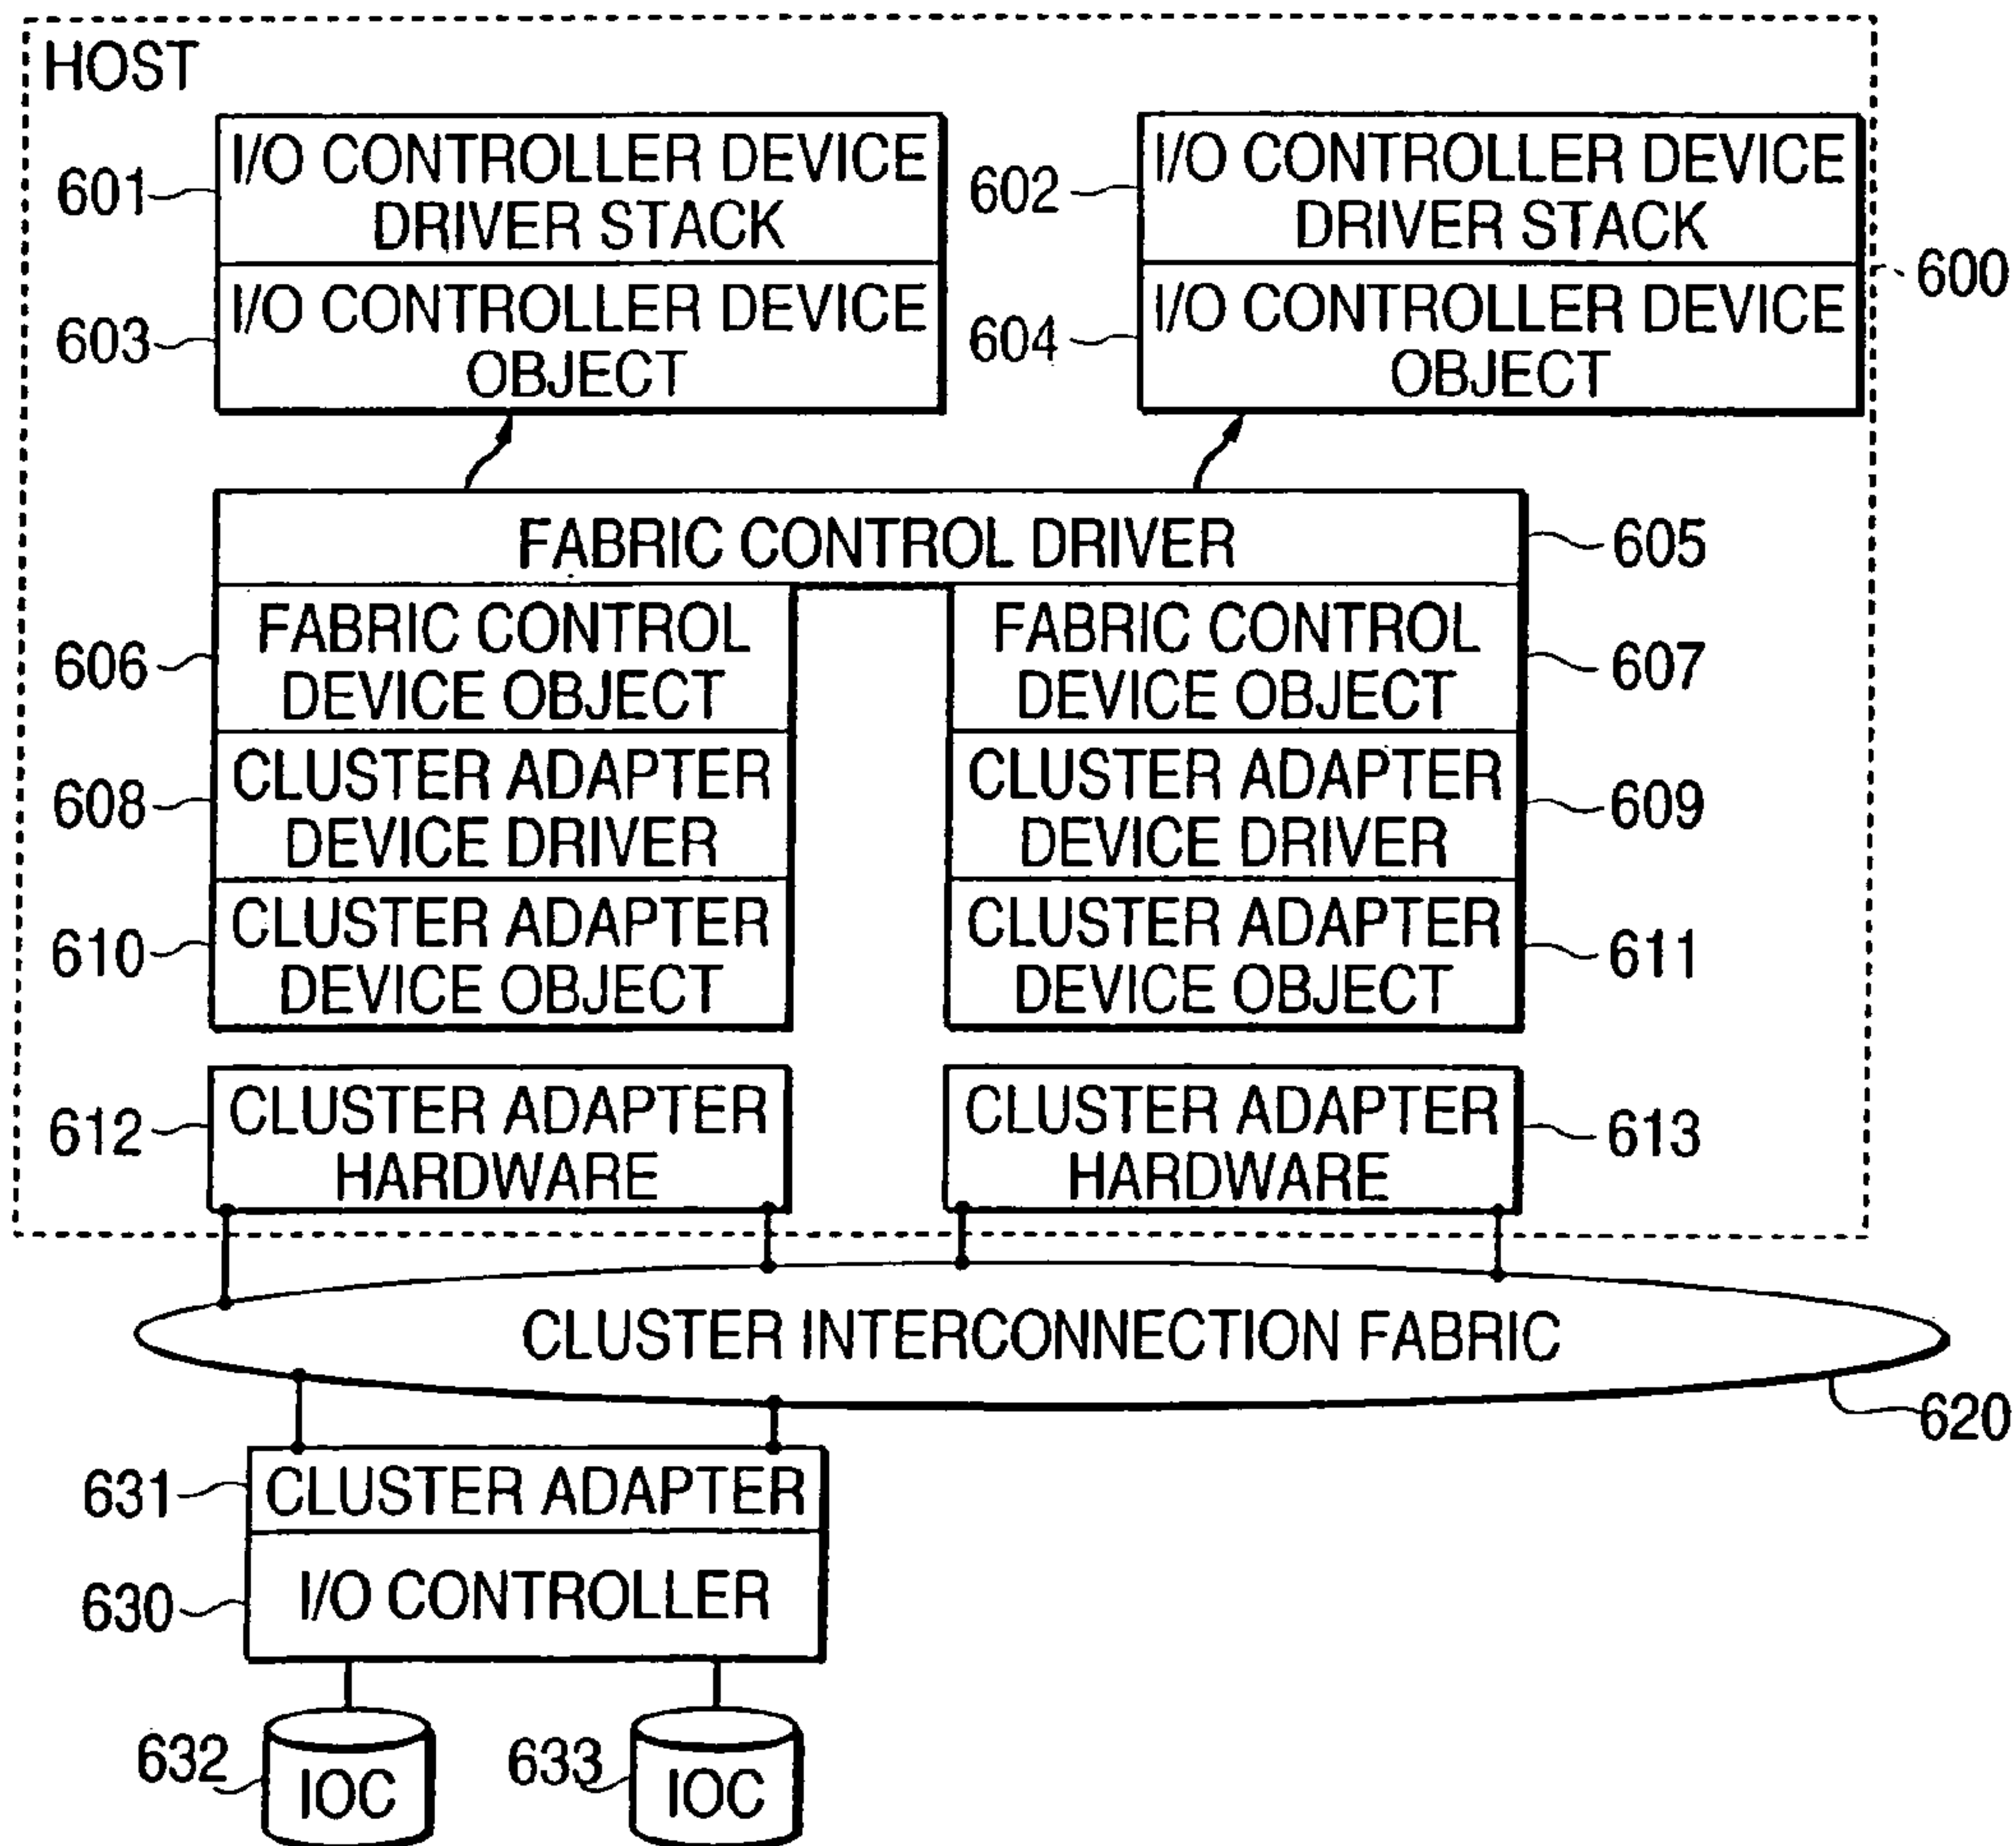 HOST
I/O CONTROLLER DEVICE
DRIVER STACK
601
I/O CONTROLLER DEVICE
OBJECT
603
I/O CONTROLLER DEVICE
DRIVER STACK
602
I/O CONTROLLER DEVICE
OBJECT
604
600
FABRIC CONTROL DRIVER
605
FABRIC CONTROL
DEVICE OBJECT
606
FABRIC CONTROL
DEVICE OBJECT
607
CLUSTER ADAPTER
DEVICE DRIVER
608
CLUSTER ADAPTER
DEVICE DRIVER
609
CLUSTER ADAPTER
DEVICE OBJECT
610
CLUSTER ADAPTER
DEVICE OBJECT
611
CLUSTER ADAPTER
HARDWARE
612
CLUSTER ADAPTER
HARDWARE
613
CLUSTER INTERCONNECTION FABRIC
620
631
CLUSTER ADAPTER
630
I/O CONTROLLER
632
IOC
633
IOC